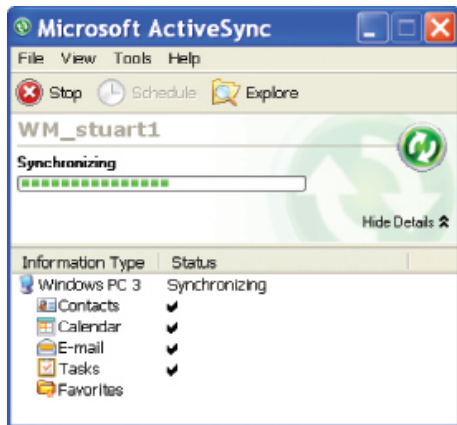 Microsoft ActiveSync
File View Tools Help
Stop Schedule Explore
WM_stuart1
Synchronizing
Hide Details
Information Type Status
Windows PC 3 Synchronizing
Contacts
Calendar
E-mail
Tasks
Favorites